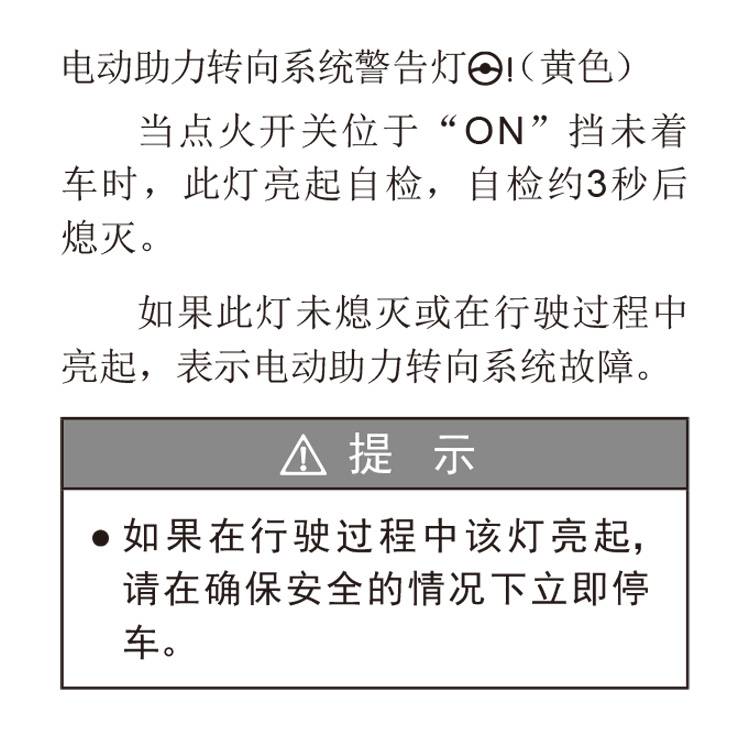 电动助力转向系统警告灯!（黄色）
当点火开关位于“ON”挡未着
车时，此灯亮起自检，自检约3秒后
熄灭。
如果此灯未熄灭或在行驶过程中
亮起，表示电动助力转向系统故障。
提 示
●如果在行驶过程中该灯亮起，
请在确保安全的情况下立即停
车。